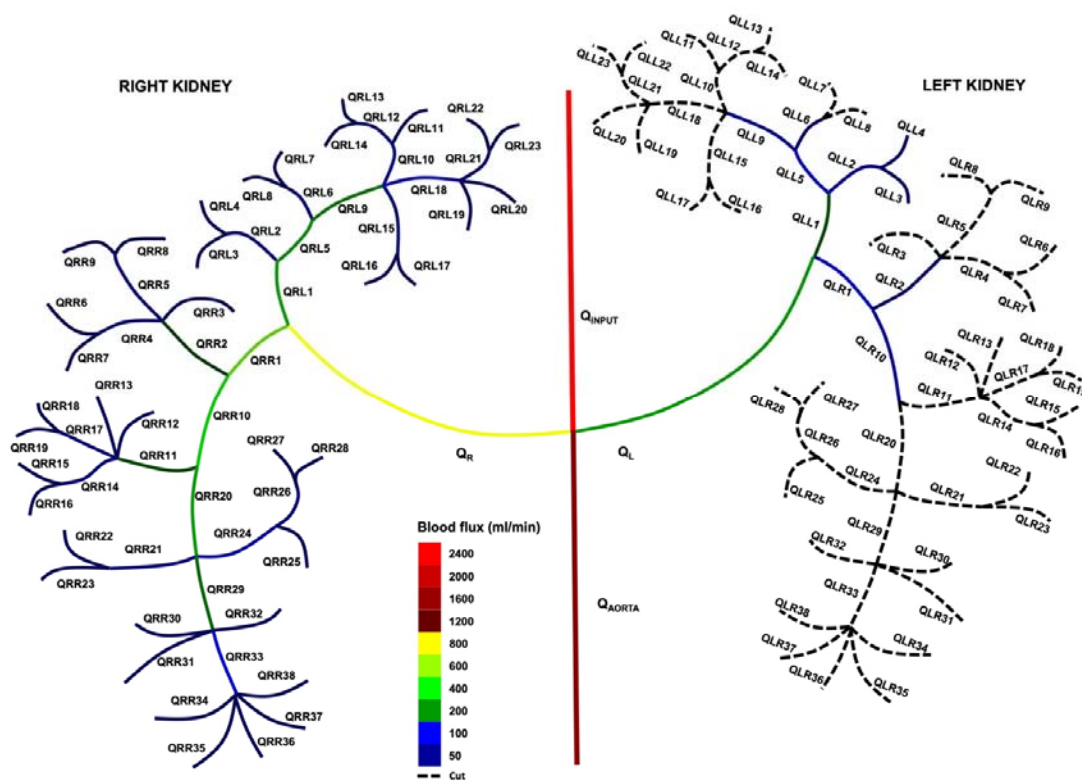 RIGHT KIDNEY
LEFT KIDNEY
QRL13
QRL12
QRL22
QRL11
QRL14
QRL23
QRL7
QRL10
QRL21
QRL8
QRL6
QRL18
QRL4
QRL9
QRL20
QRL2
QRL19
QRL15
QRL3
QRL5
QRL16
QRL17
QRL1
QRR8
QRR9
QRR5
QRR6
QRR3
QRR2
QRR4
QRR7
QRR1
QRR13
QRR18
QRR10
QRR17
QRR12
QRR19
QRR11
QRR15
QRR14
QRR16
QRR27
QRR28
QRR20
QRR26
QRR22
QRR21
QRR24
QRR23
QRR25
QRR29
QRR30
QRR32
QRR31
QRR33
QRR38
QRR34
QRR37
QRR35
QRR36
QINPUT
QR
QL
QAORTA
QLL13
QLL11
QLL12
QLL23
QLL22
QLL14
QLL7
QLL21
QLL10
QLL6
QLL8
QLL4
QLL18
QLL9
QLL20
QLL19
QLL15
QLL5
QLL2
QLL3
QLL17
QLL16
QLL1
QLR8
QLR9
QLR5
QLR3
QLR6
QLR1
QLR2
QLR4
QLR7
QLR10
QLR13
QLR18
QLR12
QLR17
QLR11
QLR15
QLR14
QLR16
QLR28
QLR27
QLR20
QLR26
QLR22
QLR24
QLR21
QLR25
QLR23
QLR29
QLR32
QLR30
QLR33
QLR31
QLR38
QLR34
QLR37
QLR36
QLR35
Blood flux (ml/min)
2400
2000
1600
1200
800
600
400
200
100
50
Cut